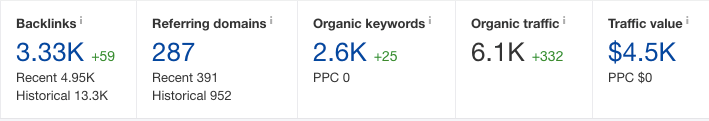 Backlinks i
3.33K +59
Recent 4.95K
Historical 13.3K
Referring domains i
287
Recent 391
Historical 952
Organic keywords i
2.6K +25
PPC 0
Organic traffic i
6.1K +332
Traffic value i
$4.5K
PPC $0